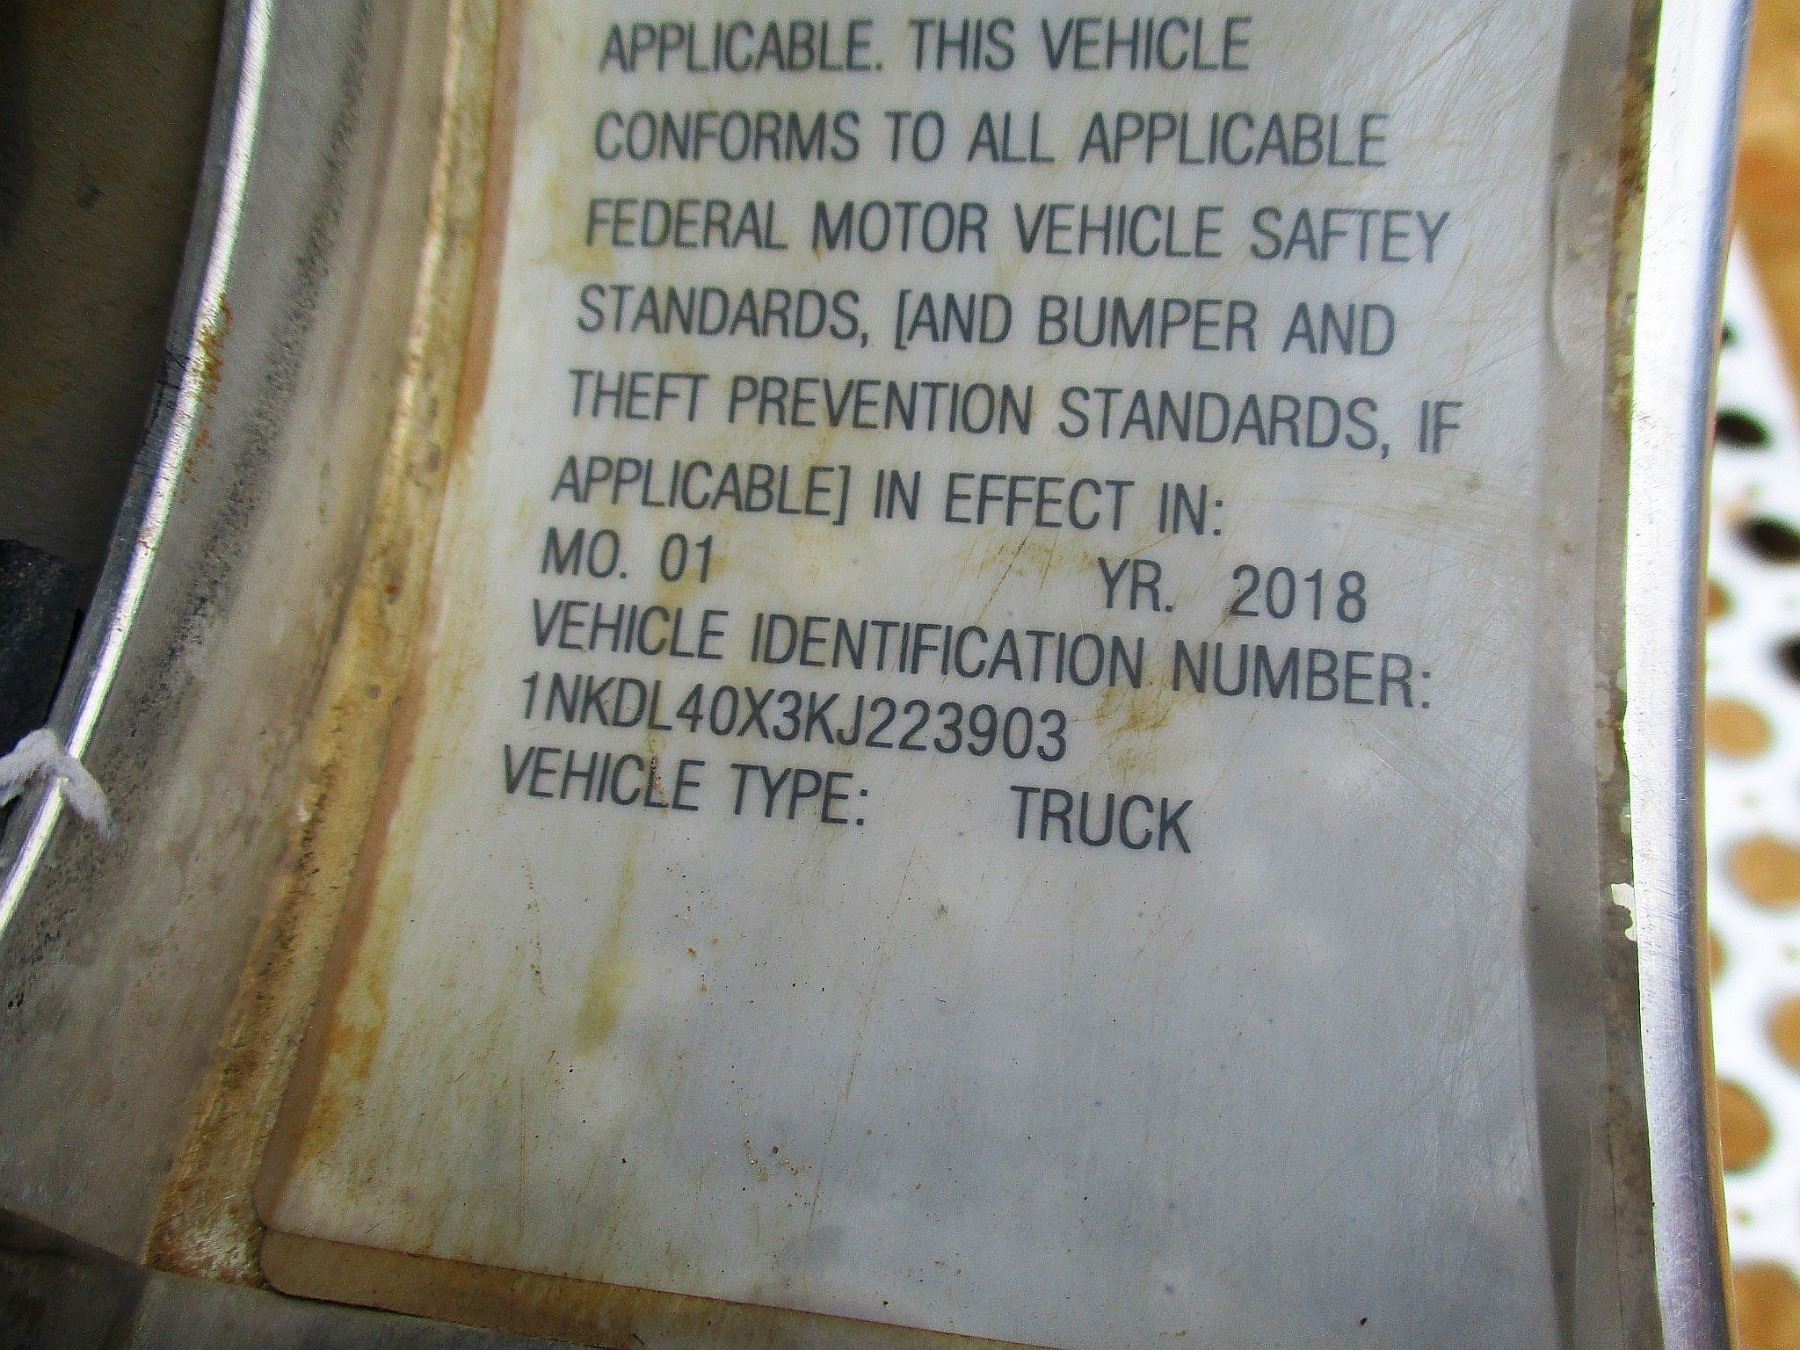 APPLICABLE. THIS VEHICLE
CONFORMS TO ALL APPLICABLE
FEDERAL MOTOR VEHICLE SAFTEY
STANDARDS, [AND BUMPER AND
THEFT PREVENTION STANDARDS, IF
APPLICABLE] IN EFFECT IN:
MO. 01 YR. 2018
VEHICLE IDENTIFICATION NUMBER:
1NKDL40X3KJ223903
VEHICLE TYPE: TRUCK